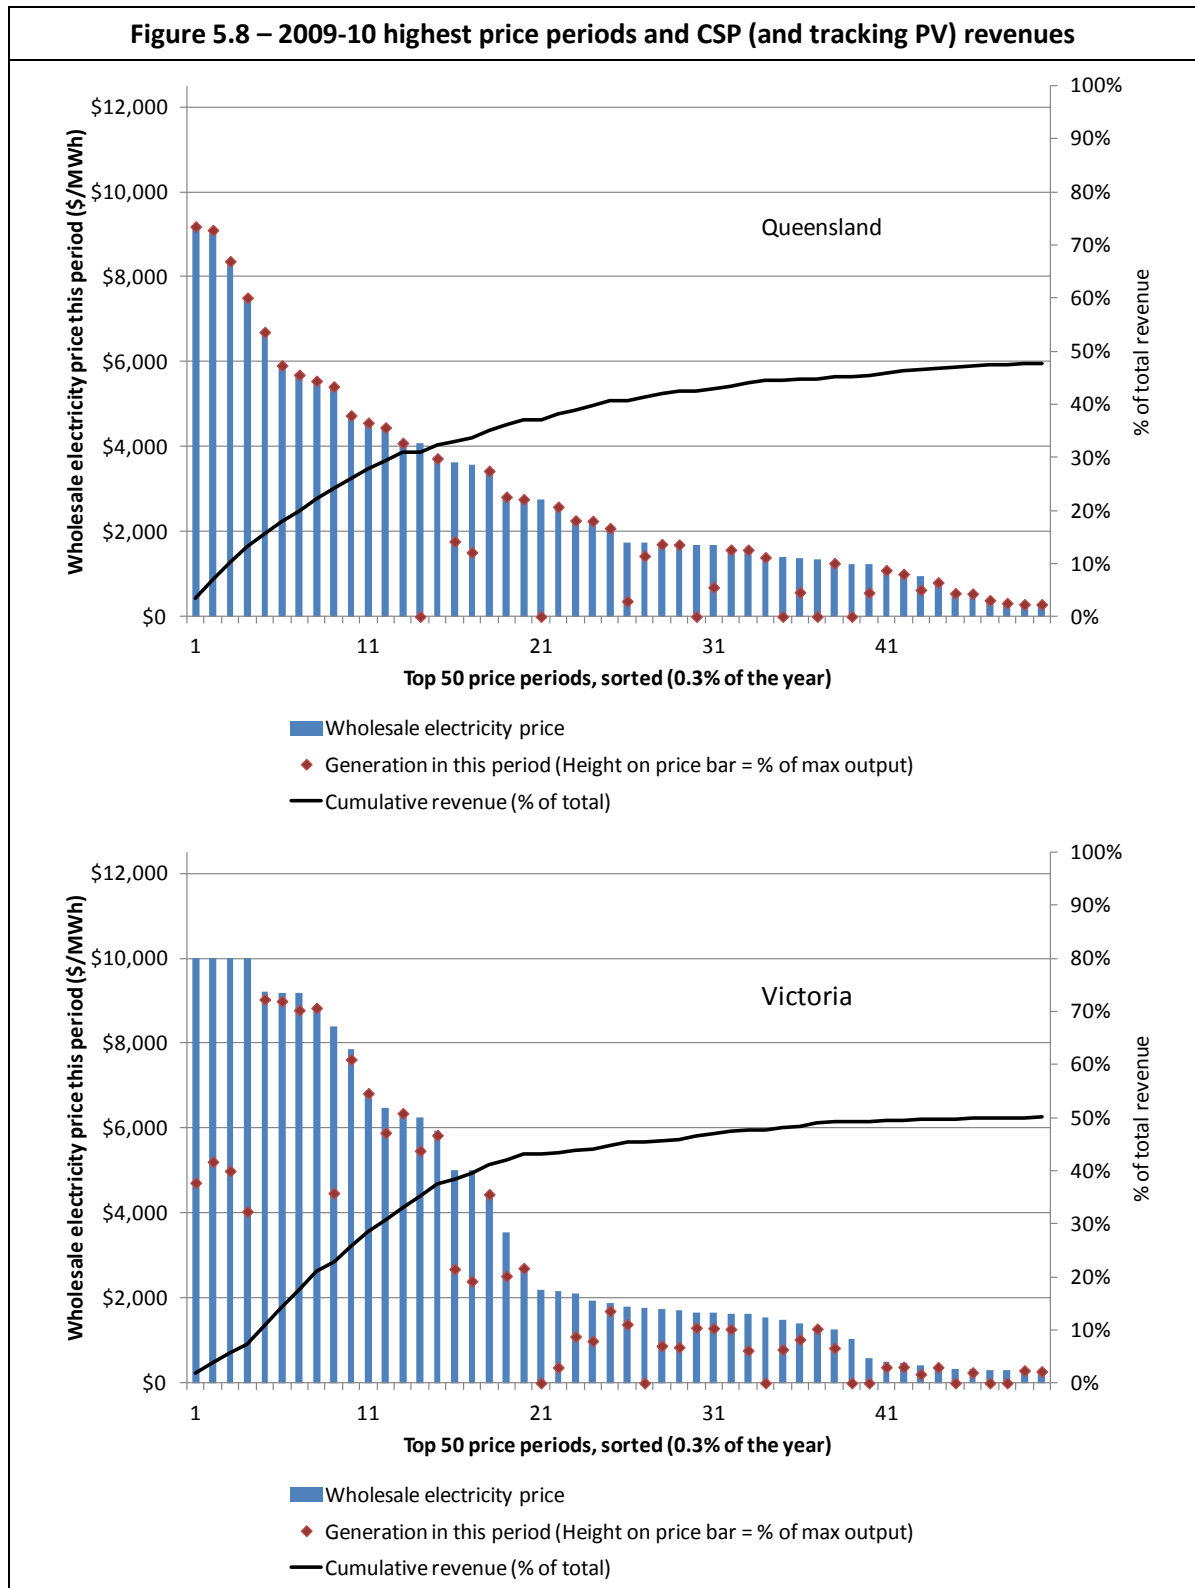 Figure 5.8 – 2009-10 highest price periods and CSP (and tracking PV) revenues
Wholesale electricity price this period ($/MWh)
$12,000
$10,000
$8,000
$6,000
$4,000
$2,000
$0
Queensland
100%
90%
80%
70%
60%
50%
40%
30%
20%
10%
0%
% of total revenue
1 11 21 31 41
Top 50 price periods, sorted (0.3% of the year)
Wholesale electricity price
Generation in this period (Height on price bar = % of max output)
Cumulative revenue (% of total)
Wholesale electricity price this period ($/MWh)
$12,000
$10,000
$8,000
$6,000
$4,000
$2,000
$0
Victoria
100%
90%
80%
70%
60%
50%
40%
30%
20%
10%
0%
% of total revenue
1 11 21 31 41
Top 50 price periods, sorted (0.3% of the year)
Wholesale electricity price
Generation in this period (Height on price bar = % of max output)
Cumulative revenue (% of total)